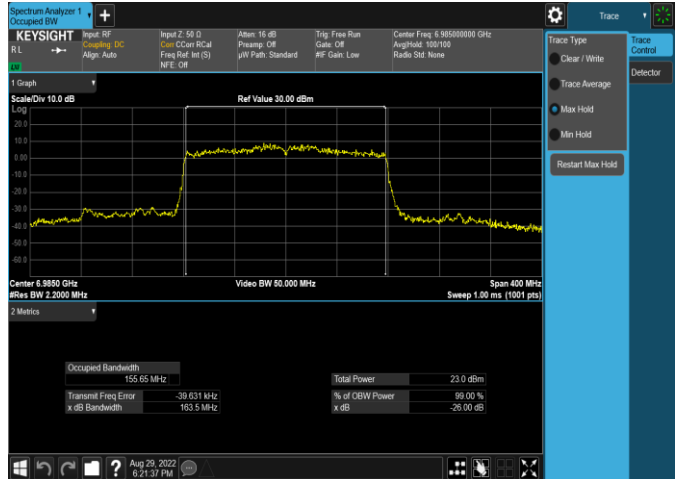 Spectrum Analyzer 1
Occupied BW
Trace
KEYSIGHT
R L
Input: RF
Coupling: DC
Align: Auto
Input Z: 50 Ω
Corr CCorr RCal
Freq Ref: Int (S)
NFE: Off
Atten: 16 dB
Preamp: Off
µW Path: Standard
Trig: Free Run
Gate: Off
#IF Gain: Low
Center Freq: 6.985000000 GHz
Avg|Hold: 100/100
Radio Std: None
Trace Type
Clear / Write
Trace Average
Max Hold
Min Hold
Restart Max Hold
Trace
Control
Detector
1 Graph
Scale/Div 10.0 dB
Ref Value 30.00 dBm
Log
20.0
10.0
0.00
-10.0
-20.0
-30.0
-40.0
-50.0
-60.0
Center 6.9850 GHz
#Res BW 2.2000 MHz
Video BW 50.000 MHz
Span 400 MHz
Sweep 1.00 ms (1001 pts)
2 Metrics
Occupied Bandwidth
155.65 MHz
Transmit Freq Error -39.631 kHz
x dB Bandwidth 163.5 MHz
Total Power 23.0 dBm
% of OBW Power 99.00 %
x dB -26.00 dB
?
Aug 29, 2022
6:21:37 PM